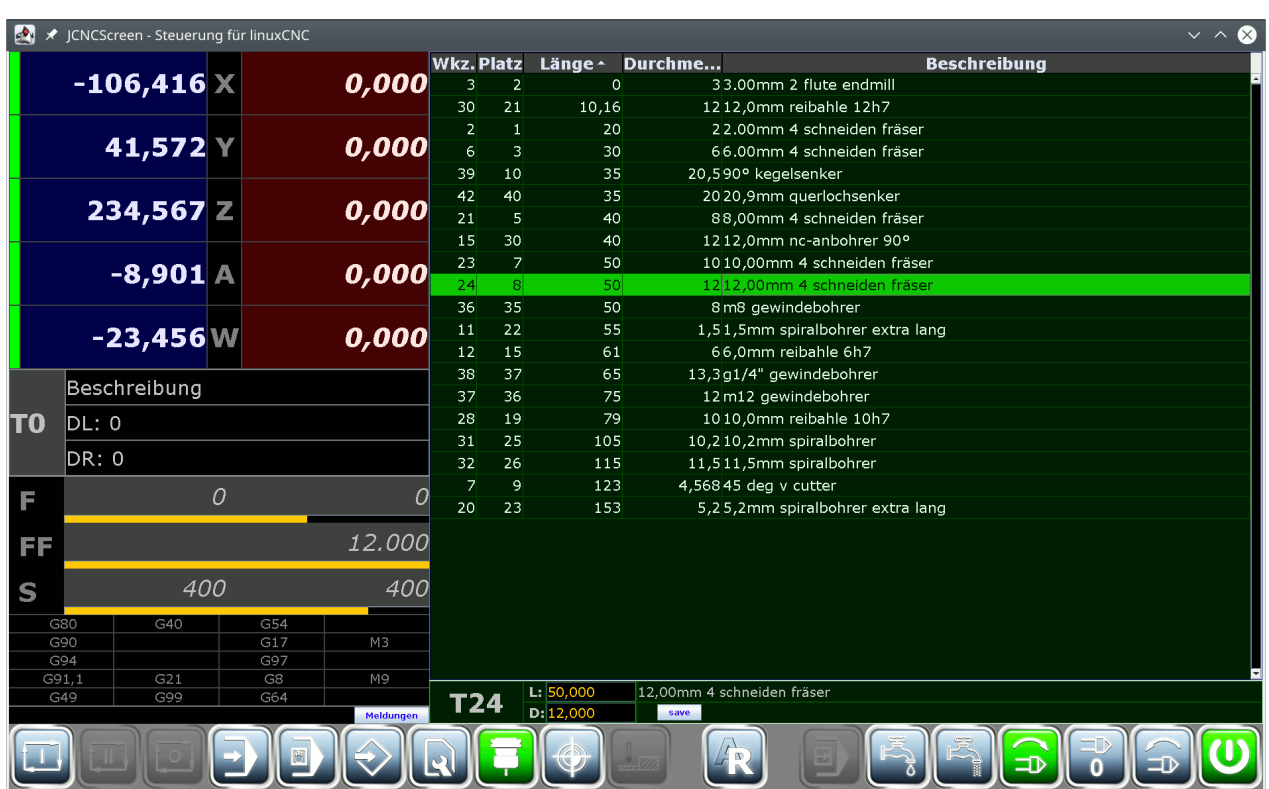 JCNCScreen - Steuerung für linuxCNC
-106,416 X 0,000
41,572 Y 0,000
234,567 Z 0,000
-8,901 A 0,000
-23,456 W 0,000
T0
Beschreibung
DL: 0
DR: 0
F 0 0
FF 12.000
S 400 400
G80 G40 G54
G90 G17 M3
G94 G97
G91,1 G21 G8 M9
G49 G99 G64
Meldungen
Wkz. Platz Länge Durchme... Beschreibung
3 2 0 3 3.00mm 2 flute endmill
30 21 10,16 12 12,0mm reibahle 12h7
2 1 20 2 2.00mm 4 schneiden fräser
6 3 30 6 6.00mm 4 schneiden fräser
39 10 35 20,5 90° kegelsenker
42 40 35 20 20,9mm querlochsenker
21 5 40 8 8,00mm 4 schneiden fräser
15 30 40 12 12,0mm nc-anbohrer 90°
23 7 50 10 10,00mm 4 schneiden fräser
24 8 50 12 12,00mm 4 schneiden fräser
36 35 50 8 m8 gewindebohrer
11 22 55 1,5 1,5mm spiralbohrer extra lang
12 15 61 6 6,0mm reibahle 6h7
38 37 65 13,3 g1/4" gewindebohrer
37 36 75 12 m12 gewindebohrer
28 19 79 10 10,0mm reibahle 10h7
31 25 105 10,2 10,2mm spiralbohrer
32 26 115 11,5 11,5mm spiralbohrer
7 9 123 4,568 45 deg v cutter
20 23 153 5,2 5,2mm spiralbohrer extra lang
T24
L: 50,000 12,00mm 4 schneiden fräser
D: 12,000 save
AR
0